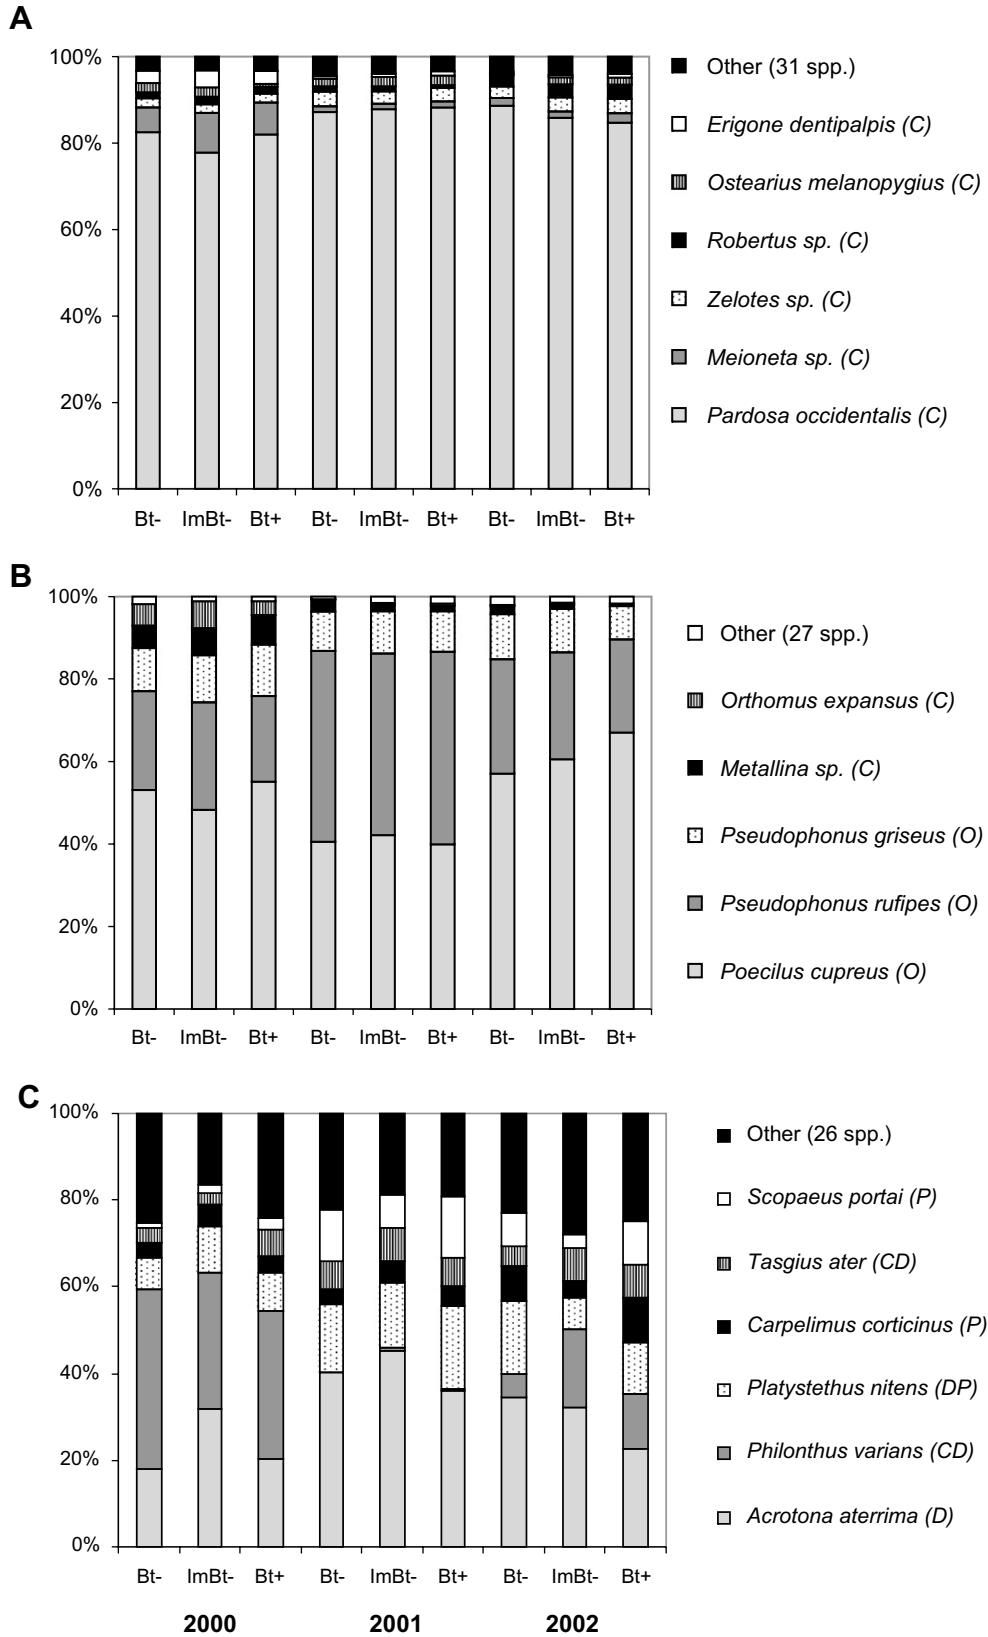 A
100%
80%
60%
40%
20%
0%
Bt- ImBt- Bt+ Bt- ImBt- Bt+ Bt- ImBt- Bt+
Other (31 spp.)
Erigone dentipalpis (C)
Ostearius melanopygius (C)
Robertus sp. (C)
Zelotes sp. (C)
Meioneta sp. (C)
Pardosa occidentalis (C)
B
100%
80%
60%
40%
20%
0%
Bt- ImBt- Bt+ Bt- ImBt- Bt+ Bt- ImBt- Bt+
Other (27 spp.)
Orthomus expansus (C)
Metallina sp. (C)
Pseudophonus griseus (O)
Pseudophonus rufipes (O)
Poecilus cupreus (O)
C
100%
80%
60%
40%
20%
0%
Bt- ImBt- Bt+ Bt- ImBt- Bt+ Bt- ImBt- Bt+
2000 2001 2002
Other (26 spp.)
Scopaeus portai (P)
Tasgius ater (CD)
Carpelimus corticinus (P)
Platystethus nitens (DP)
Philonthus varians (CD)
Acrotona aterrima (D)